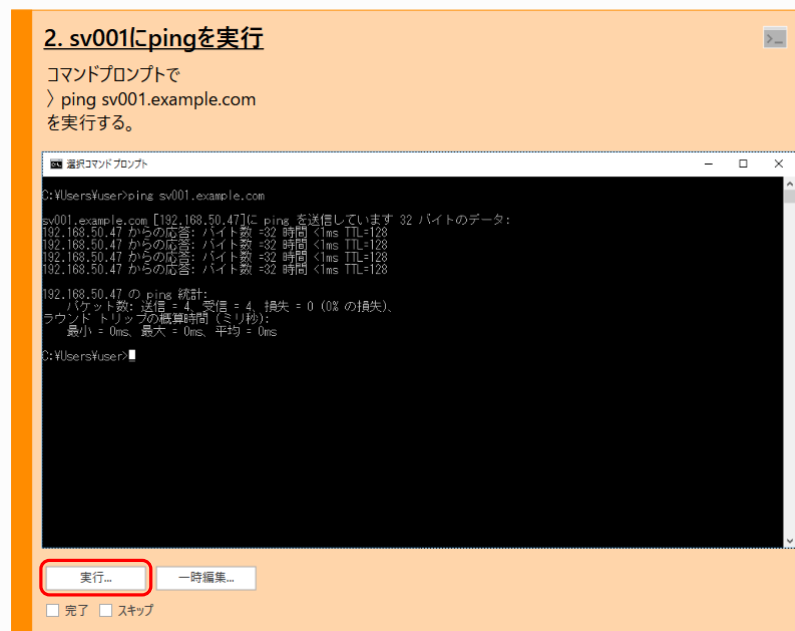 2. sv001にpingを実行
コマンドプロンプトで
〉ping sv001.example.com
を実行する。
選択コマンド プロンプト
C:¥Users¥user>ping sv001.example.com
sv001.example.com [192.168.50.47]に ping を送信しています 32 バイトのデータ:
192.168.50.47 からの応答: バイト数 =32 時間 <1ms TTL=128
192.168.50.47 からの応答: バイト数 =32 時間 <1ms TTL=128
192.168.50.47 からの応答: バイト数 =32 時間 <1ms TTL=128
192.168.50.47 からの応答: バイト数 =32 時間 <1ms TTL=128
192.168.50.47 の ping 統計:
パケット数: 送信 = 4、受信 = 4、損失 = 0 (0% の損失)、
ラウンド トリップの概算時間 (ミリ秒):
最小 = 0ms、最大 = 0ms、平均 = 0ms
C:¥Users¥user>
実行... 一時編集...
完了 スキップ